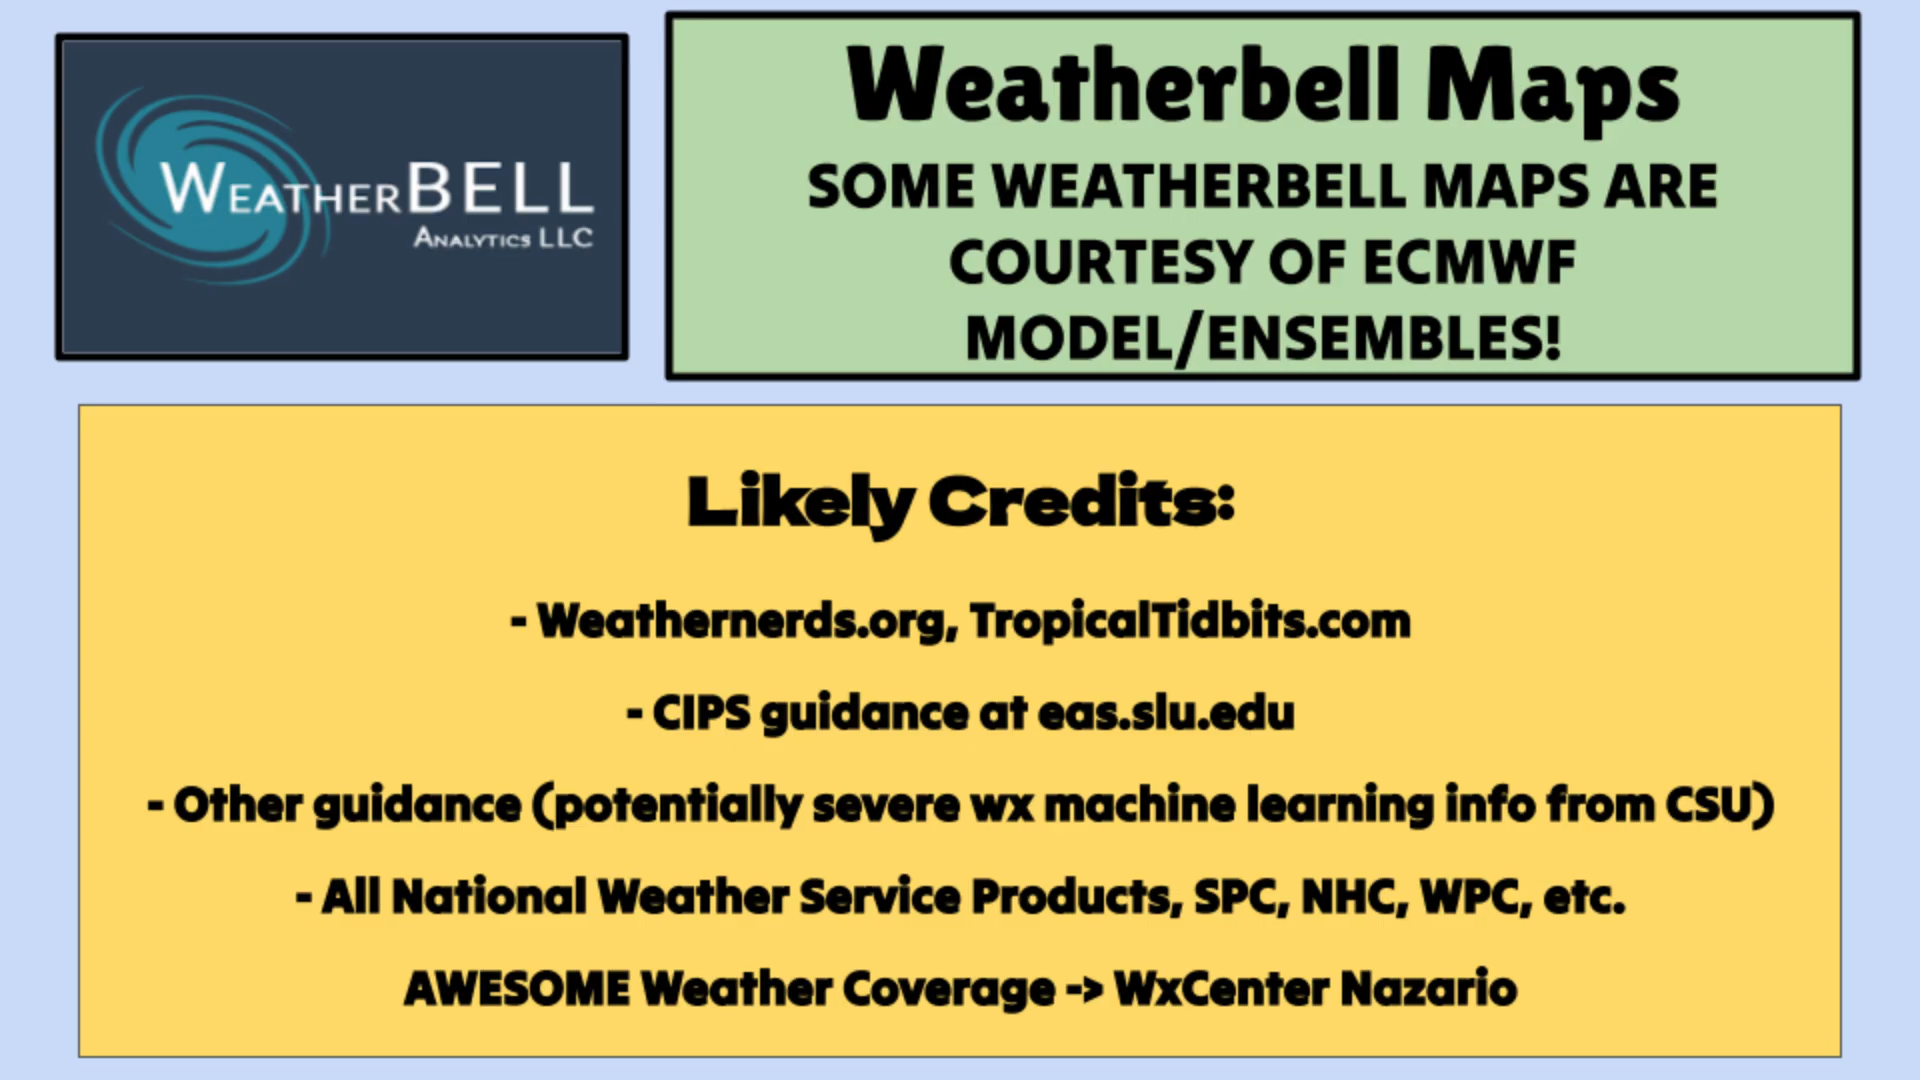 WEATHERBELL
ANALYTICS LLC
Weatherbell Maps
SOME WEATHERBELL MAPS ARE
COURTESY OF ECMWF
MODEL/ENSEMBLES!
Likely Credits:
- Weathernerds.org, TropicalTidbits.com
- CIPS guidance at eas.slu.edu
- Other guidance (potentially severe wx machine learning info from CSU)
- All National Weather Service Products, SPC, NHC, WPC, etc.
AWESOME Weather Coverage -> WxCenter Nazario